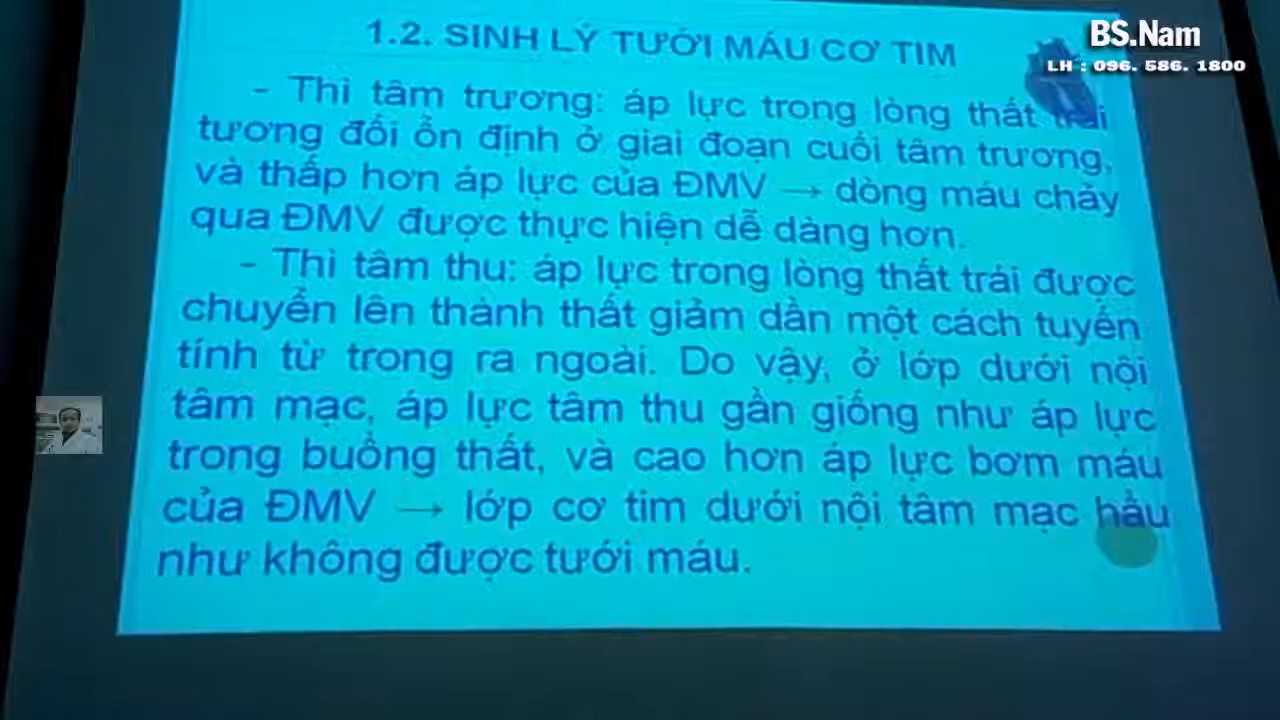 1.2. SINH LÝ TƯỚI MÁU CƠ TIM
BS.Nam
LH : 096. 586. 1800
- Thì tâm trương: áp lực trong lòng thất trái
tương đối ổn định ở giai đoạn cuối tâm trương,
và thấp hơn áp lực của ĐMV → dòng máu chảy
qua ĐMV được thực hiện dễ dàng hơn.
- Thì tâm thu: áp lực trong lòng thất trái được
chuyển lên thành thất giảm dần một cách tuyến
tính từ trong ra ngoài. Do vậy, ở lớp dưới nội
tâm mạc, áp lực tâm thu gần giống như áp lực
trong buồng thất, và cao hơn áp lực bơm máu
của ĐMV → lớp cơ tim dưới nội tâm mạc hầu
như không được tưới máu.